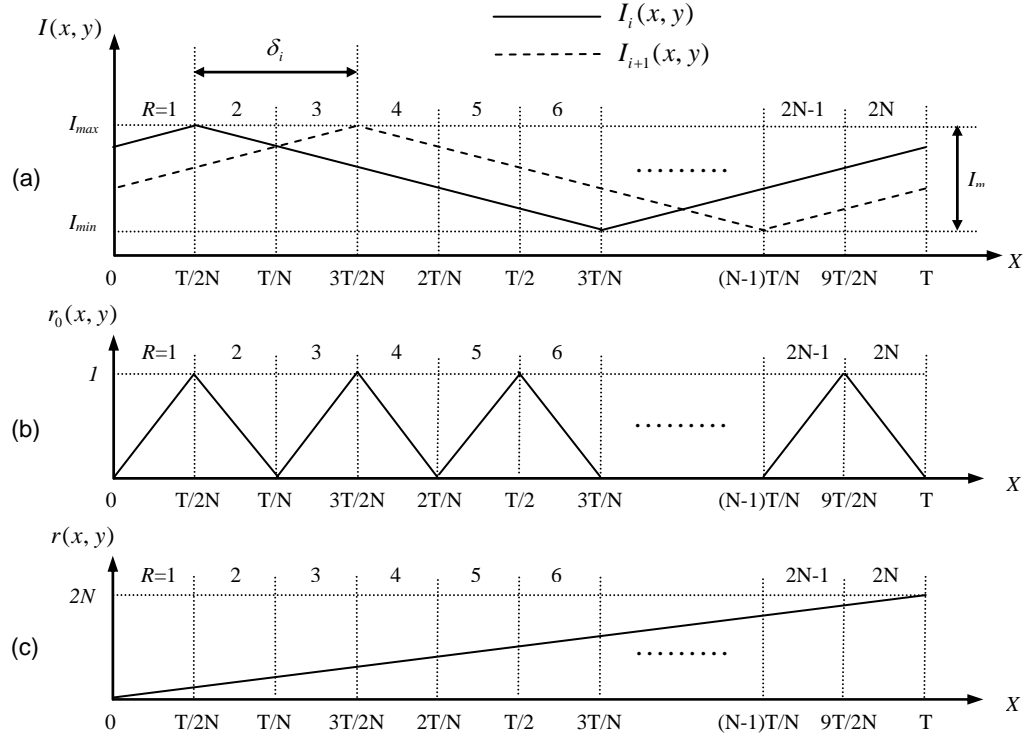 I_i(x, y)
I(x, y)
δ_i
I_{i+1}(x, y)
R=1 2 3 4 5 6 2N-1 2N
I_max
(a)
.........
I_m
I_min
0 T/2N T/N 3T/2N 2T/N T/2 3T/N (N-1)T/N 9T/2N T
X
r_0(x, y)
R=1 2 3 4 5 6 2N-1 2N
1
(b)
.........
0 T/2N T/N 3T/2N 2T/N T/2 3T/N (N-1)T/N 9T/2N T
X
r(x, y)
R=1 2 3 4 5 6 2N-1 2N
2N
(c)
.........
0 T/2N T/N 3T/2N 2T/N T/2 3T/N (N-1)T/N 9T/2N T
X